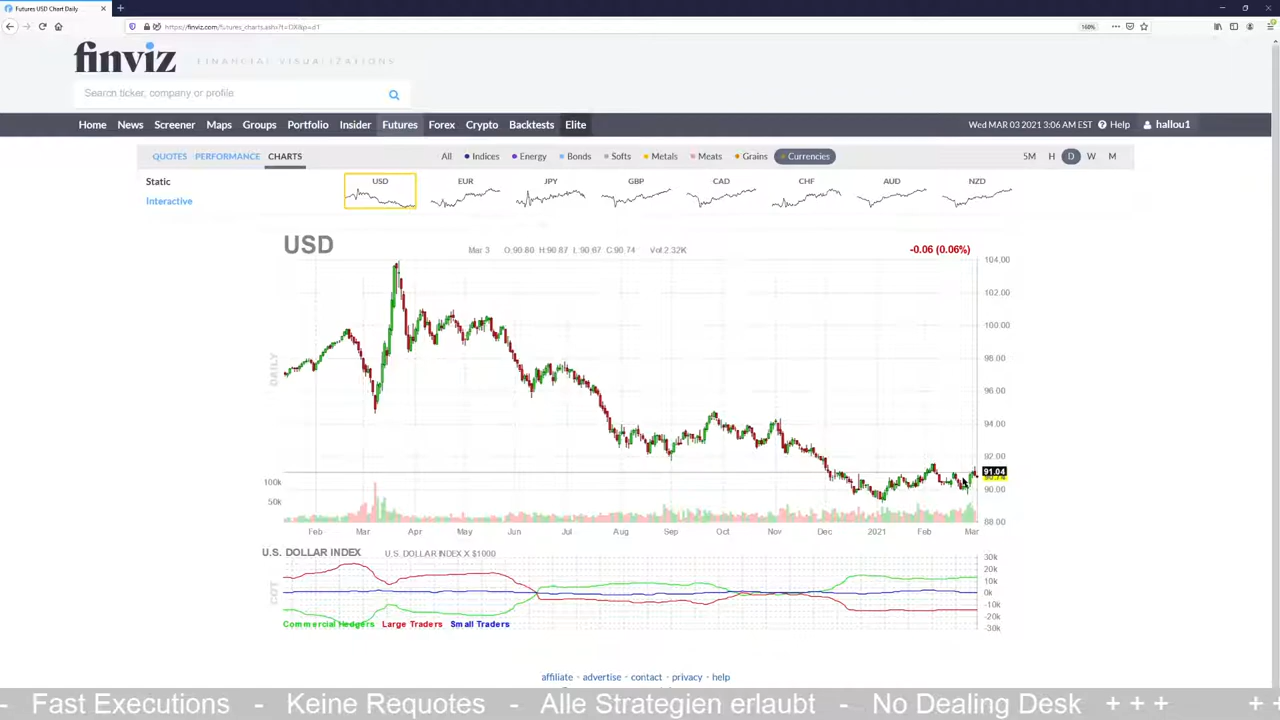 Futures USD Chart Daily
https://finviz.com/futures_charts.ashx?t=DX&p=d1
160%
finviz FINANCIAL VISUALIZATIONS
Search ticker, company or profile
Home News Screener Maps Groups Portfolio Insider Futures Forex Crypto Backtests Elite
Wed MAR 03 2021 3:06 AM EST Help hallou1
QUOTES PERFORMANCE CHARTS
All Indices Energy Bonds Softs Metals Meats Grains Currencies
5M H D W M
Static
Interactive
USD EUR JPY GBP CAD CHF AUD NZD
USD
Mar 3 O:90.80 H:90.87 L:90.67 C:90.74 Vol 2.32K
-0.06 (0.06%)
104.00
102.00
100.00
98.00
96.00
94.00
92.00
91.04
90.74
90.00
88.00
DAILY
100k
50k
Feb Mar Apr May Jun Jul Aug Sep Oct Nov Dec 2021 Feb Mar
U.S. DOLLAR INDEX U.S. DOLLAR INDEX X $1000
30k
20k
10k
0k
-10k
-20k
-30k
COT
Commercial Hedgers Large Traders Small Traders
affiliate · advertise · contact · privacy · help
- Fast Executions - Keine Requotes - Alle Strategien erlaubt - No Dealing Desk + + + + +